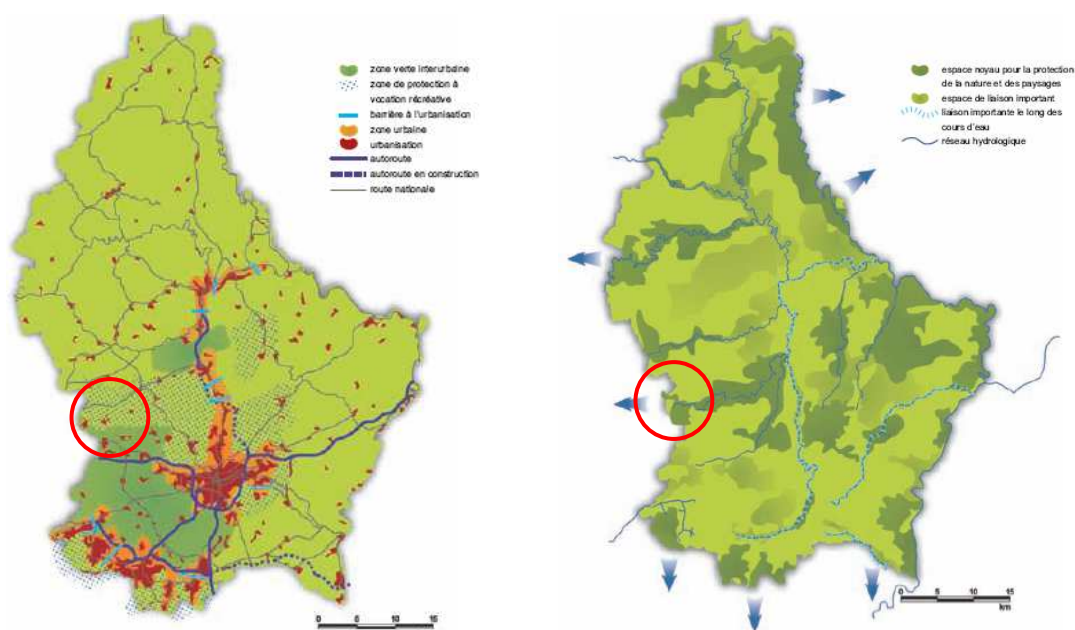 zone verte interurbaine
zone de protection à
vocation récréative
barrière à l'urbanisation
zone urbaine
urbanisation
autoroute
autoroute en construction
route nationale
0 5 10 15
km
espace noyau pour la protection
de la nature et des paysages
espace de liaison important
liaison importante le long des
cours d'eau
réseau hydrologique
0 5 10 15
km